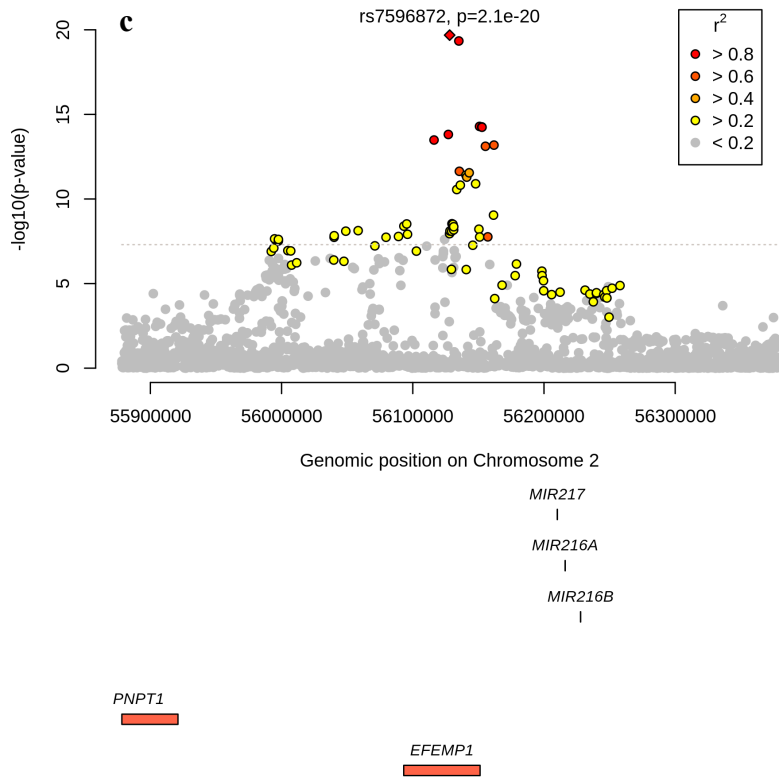 c
rs7596872, p=2.1e-20
r2
> 0.8
> 0.6
> 0.4
> 0.2
< 0.2
-log10(p-value)
20
15
10
5
0
55900000 56000000 56100000 56200000 56300000
Genomic position on Chromosome 2
MIR217
MIR216A
MIR216B
PNPT1
EFEMP1